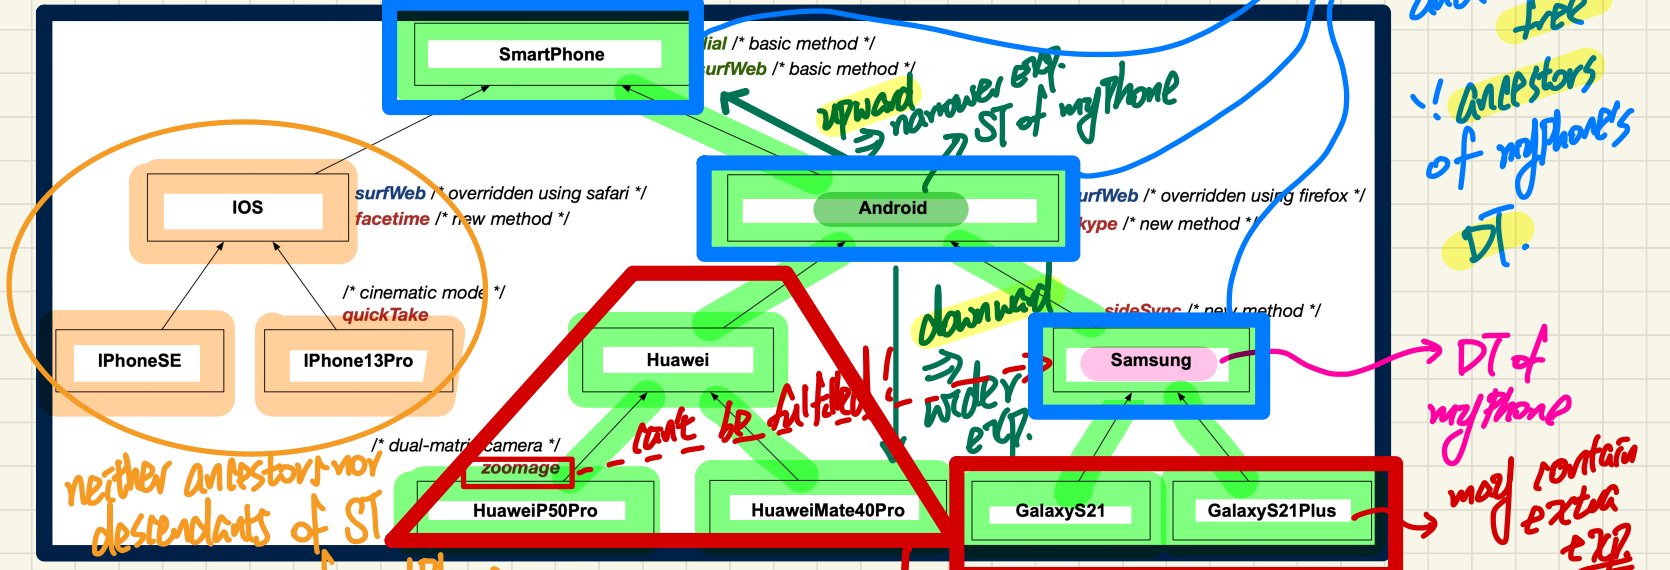 and
free
SmartPhone
dial /* basic method */
surfWeb /* basic method */
upward
⇒ narrower exp.
ST of myPhone
!! ancestors
of myPhone's
DT.
IOS
surfWeb /* overridden using safari */
facetime /* new method */
Android
surfWeb /* overridden using firefox */
skype /* new method
/* cinematic mode */
quickTake
downward
⇒ wider
exp.
sideSync /* new method */
IPhoneSE
IPhone13Pro
Huawei
Samsung
DT of
myPhone
can't be fulfilled!!
/* dual-matrix camera */
zoomage
neither ancestors nor
descendants of ST
HuaweiP50Pro
HuaweiMate40Pro
GalaxyS21
GalaxyS21Plus
may contain
extra
exp.